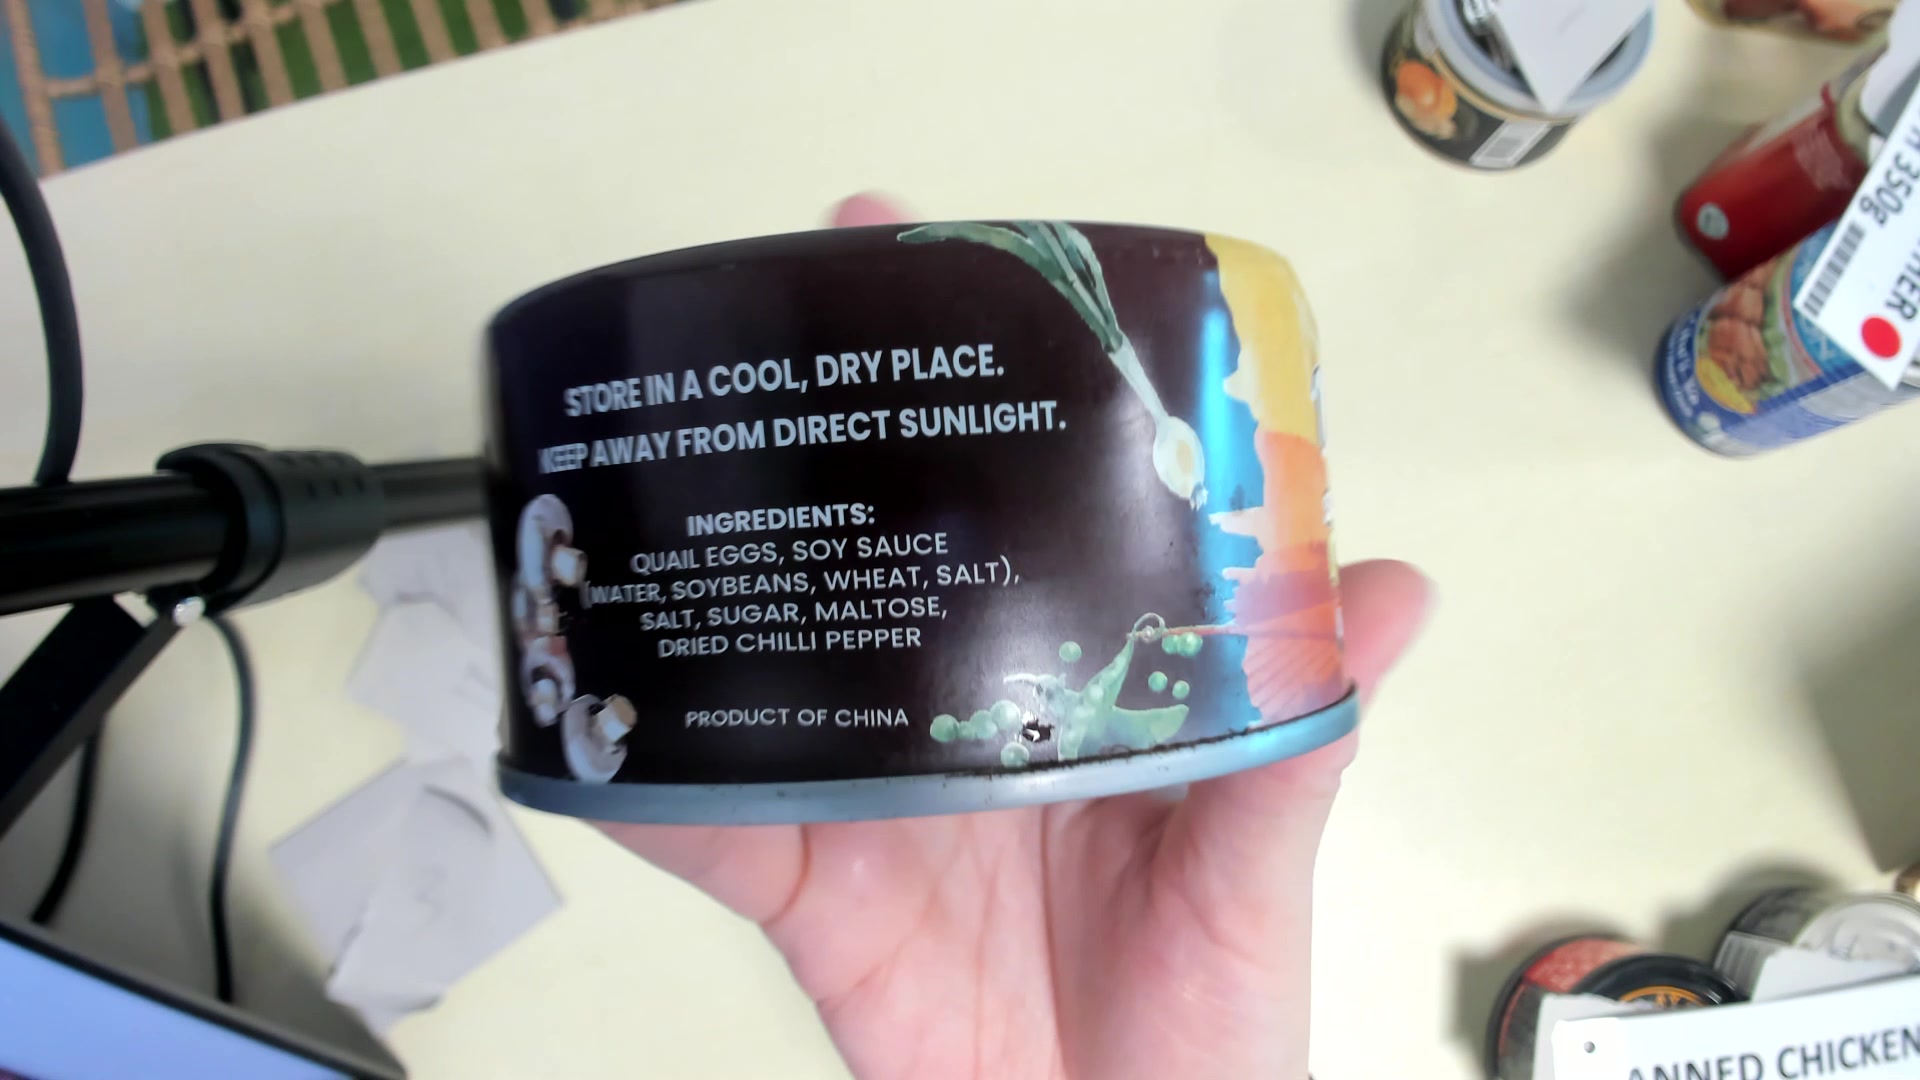 STORE IN A COOL, DRY PLACE.
KEEP AWAY FROM DIRECT SUNLIGHT.
INGREDIENTS:
QUAIL EGGS, SOY SAUCE
(WATER, SOYBEANS, WHEAT, SALT),
SALT, SUGAR, MALTOSE,
DRIED CHILLI PEPPER
PRODUCT OF CHINA
350g
ANNED CHICKEN